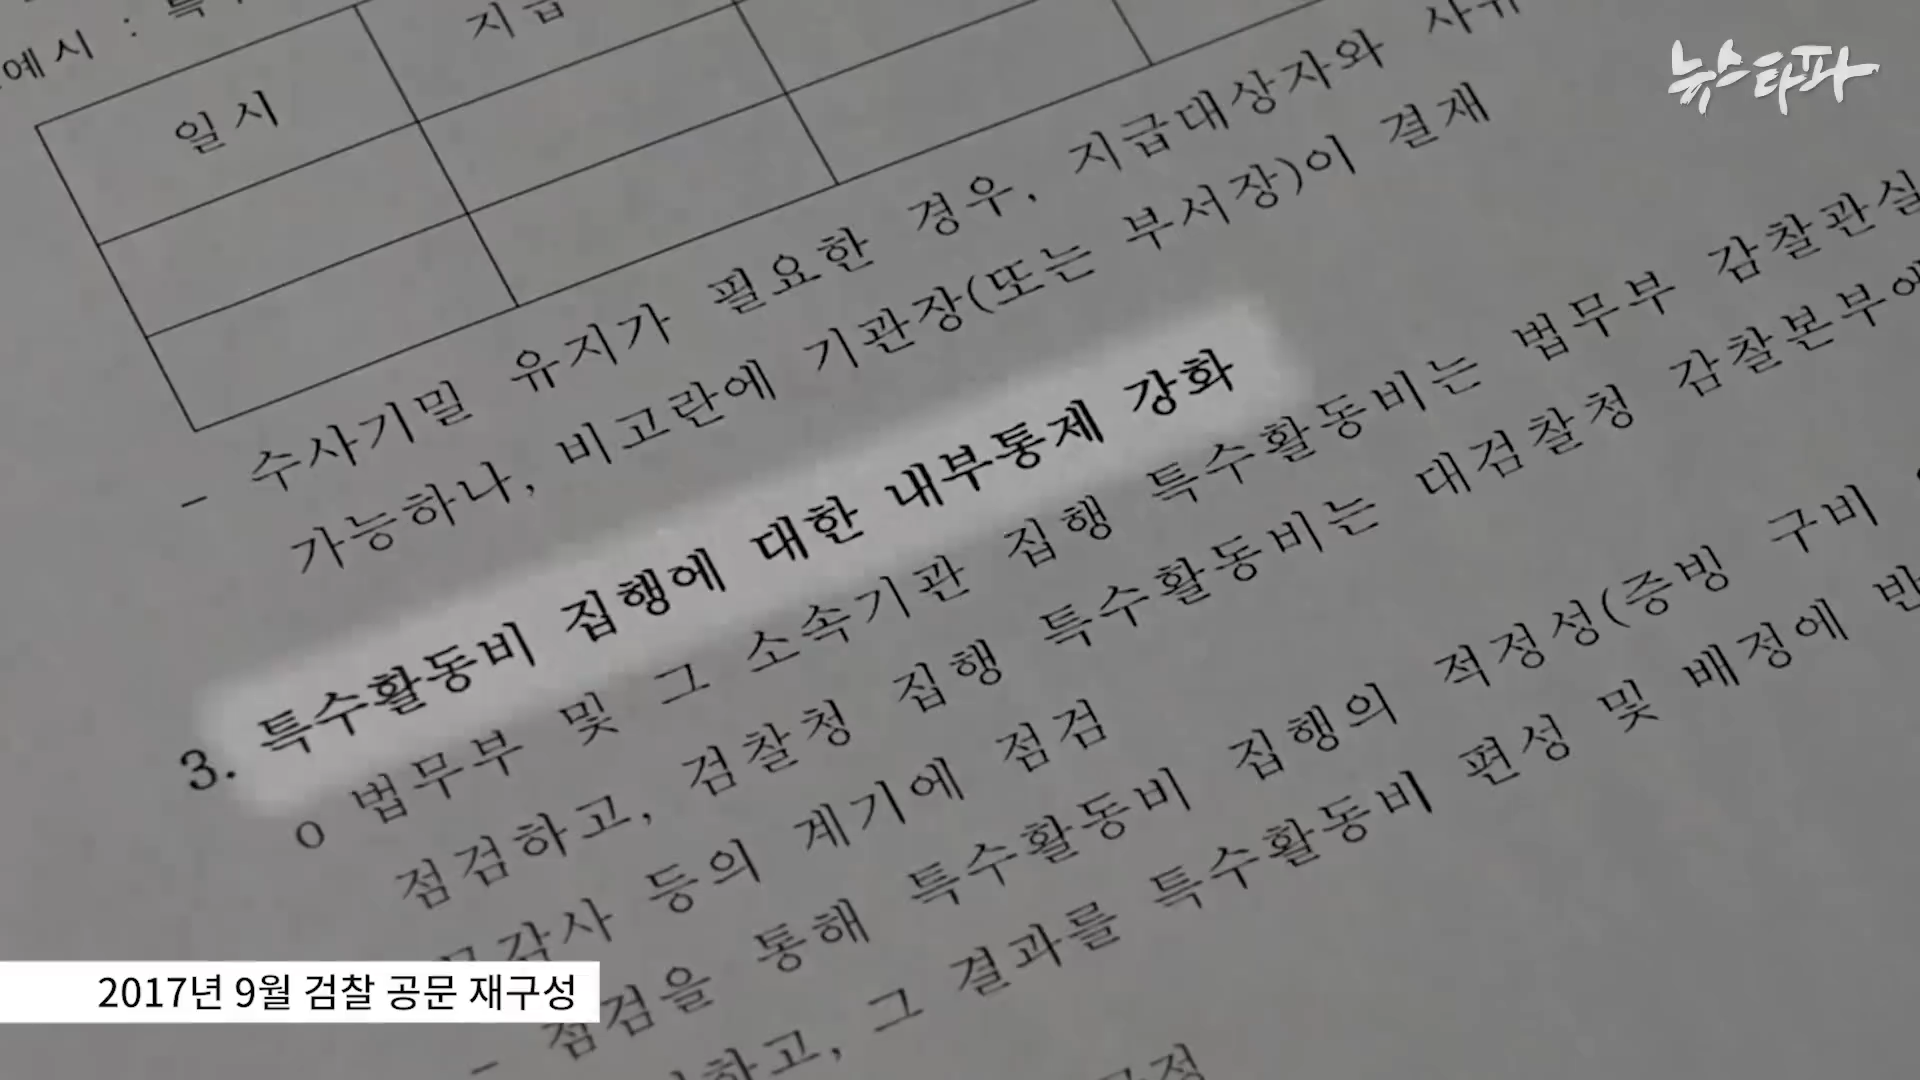 예시 :
뉴스타파
일시
지급
- 수사기밀 유지가 필요한 경우, 지급대상자와 사유
가능하나, 비고란에 기관장(또는 부서장)이 결재
3. 특수활동비 집행에 대한 내부통제 강화
o 법무부 및 그 소속기관 집행 특수활동비는 법무부 감찰관실
점검하고, 검찰청 집행 특수활동비는 대검찰청 감찰본부에
감사 등의 계기에 점검
- 점검을 통해 특수활동비 집행의 적정성(증빙 구비
하고, 그 결과를 특수활동비 편성 및 배정에
2017년 9월 검찰 공문 재구성